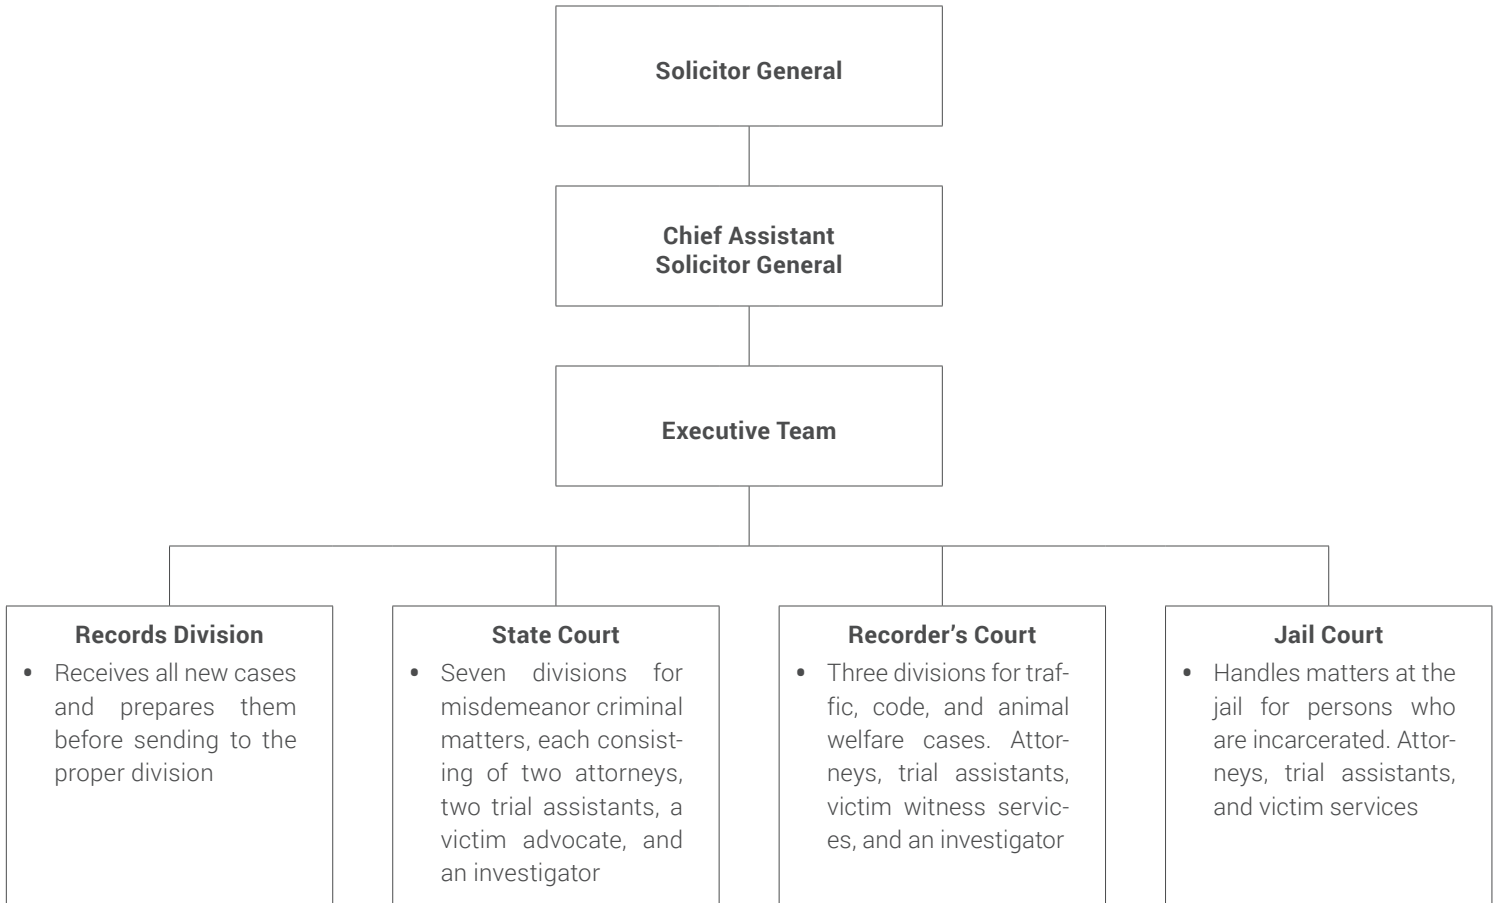 Solicitor General
Chief Assistant
Solicitor General
Executive Team
Records Division
• Receives all new cases
and prepares them
before sending to the
proper division
State Court
• Seven divisions for
misdemeanor criminal
matters, each consist-
ing of two attorneys,
two trial assistants, a
victim advocate, and
an investigator
Recorder’s Court
• Three divisions for traf-
fic, code, and animal
welfare cases. Attor-
neys, trial assistants,
victim witness servic-
es, and an investigator
Jail Court
• Handles matters at the
jail for persons who
are incarcerated. Attor-
neys, trial assistants,
and victim services